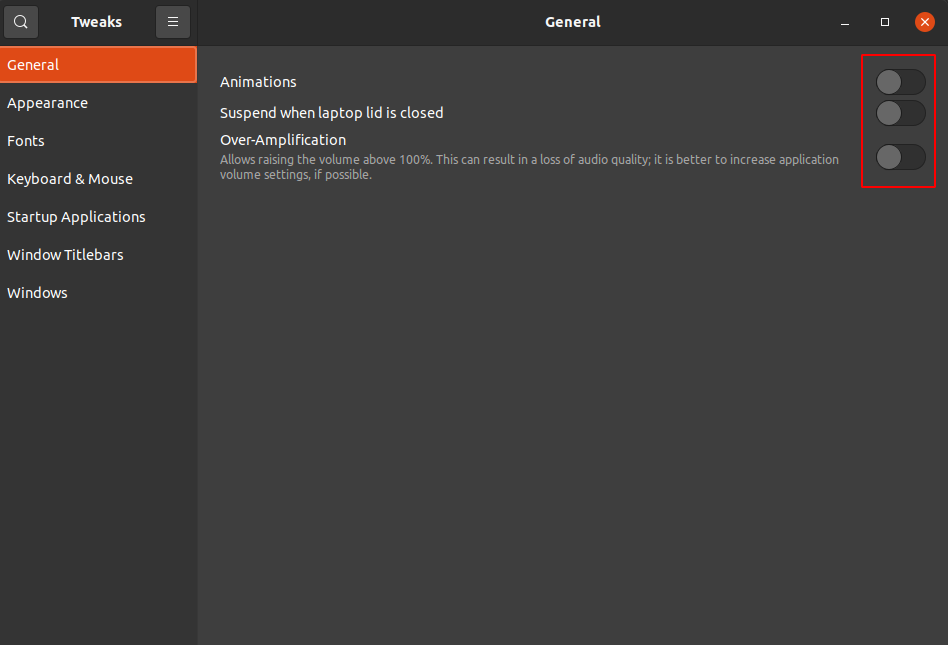 Tweaks
General
General
Appearance
Fonts
Keyboard & Mouse
Startup Applications
Window Titlebars
Windows
Animations
Suspend when laptop lid is closed
Over-Amplification
Allows raising the volume above 100%. This can result in a loss of audio quality; it is better to increase application
volume settings, if possible.